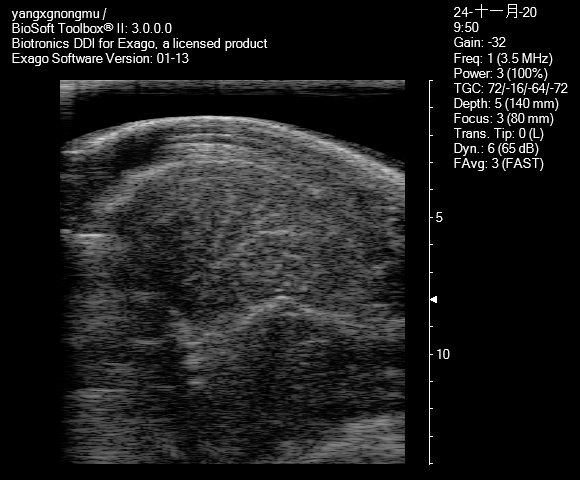 yangxgnongmu /
BioSoft Toolbox® II: 3.0.0.0
Biotronics DDI for Exago, a licensed product
Exago Software Version: 01-13
24-十一月-20
9:50
Gain: -32
Freq: 1 (3.5 MHz)
Power: 3 (100%)
TGC: 72/-16/-64/-72
Depth: 5 (140 mm)
Focus: 3 (80 mm)
Trans. Tip: 0 (L)
Dyn.: 6 (65 dB)
FAvg: 3 (FAST)
5
10